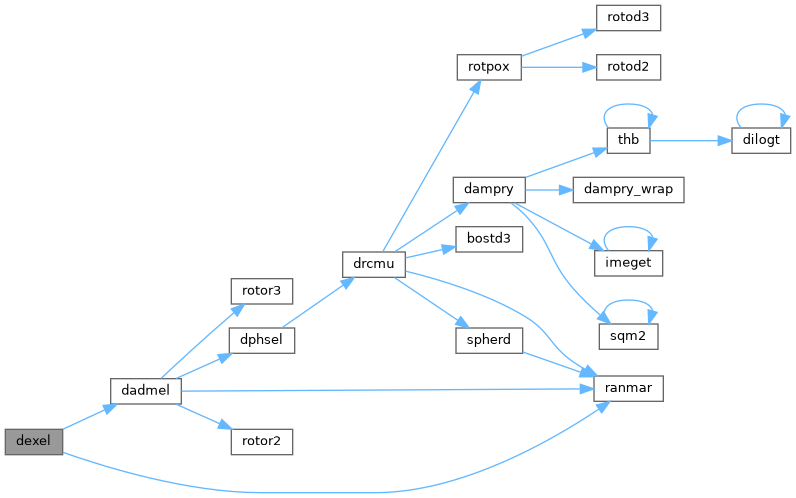 rotod3
rotpox
rotod2
thb
dilogt
dampry
dampry_wrap
bostd3
drcmu
imeget
rotor3
dphsel
spherd
sqm2
dadmel
ranmar
dexel
rotor2